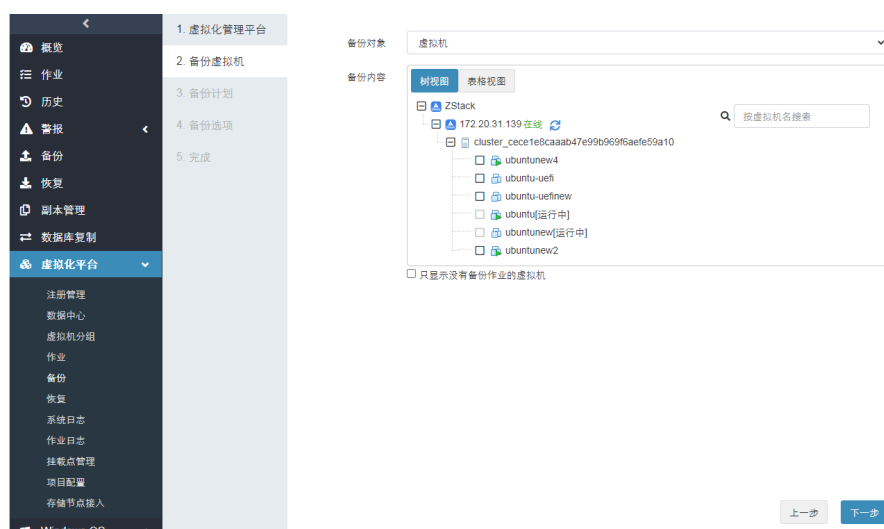 概览
作业
历史
警报
备份
恢复
副本管理
数据库复制
虚拟化平台
注册管理
数据中心
虚拟机分组
作业
备份
恢复
系统日志
作业日志
挂载点管理
项目配置
存储节点接入
1. 虚拟化管理平台
2. 备份虚拟机
3. 备份计划
4. 备份选项
5. 完成
备份对象
虚拟机
备份内容
树视图 表格视图
ZStack
172.20.31.139 在线
按虚拟机名搜索
cluster_cece1e8caaab47e99b969f6aefe59a10
ubuntunew4
ubuntu-uefi
ubuntu-uefinew
ubuntu[运行中]
ubuntunew[运行中]
ubuntunew2
只显示没有备份作业的虚拟机
上一步 下一步